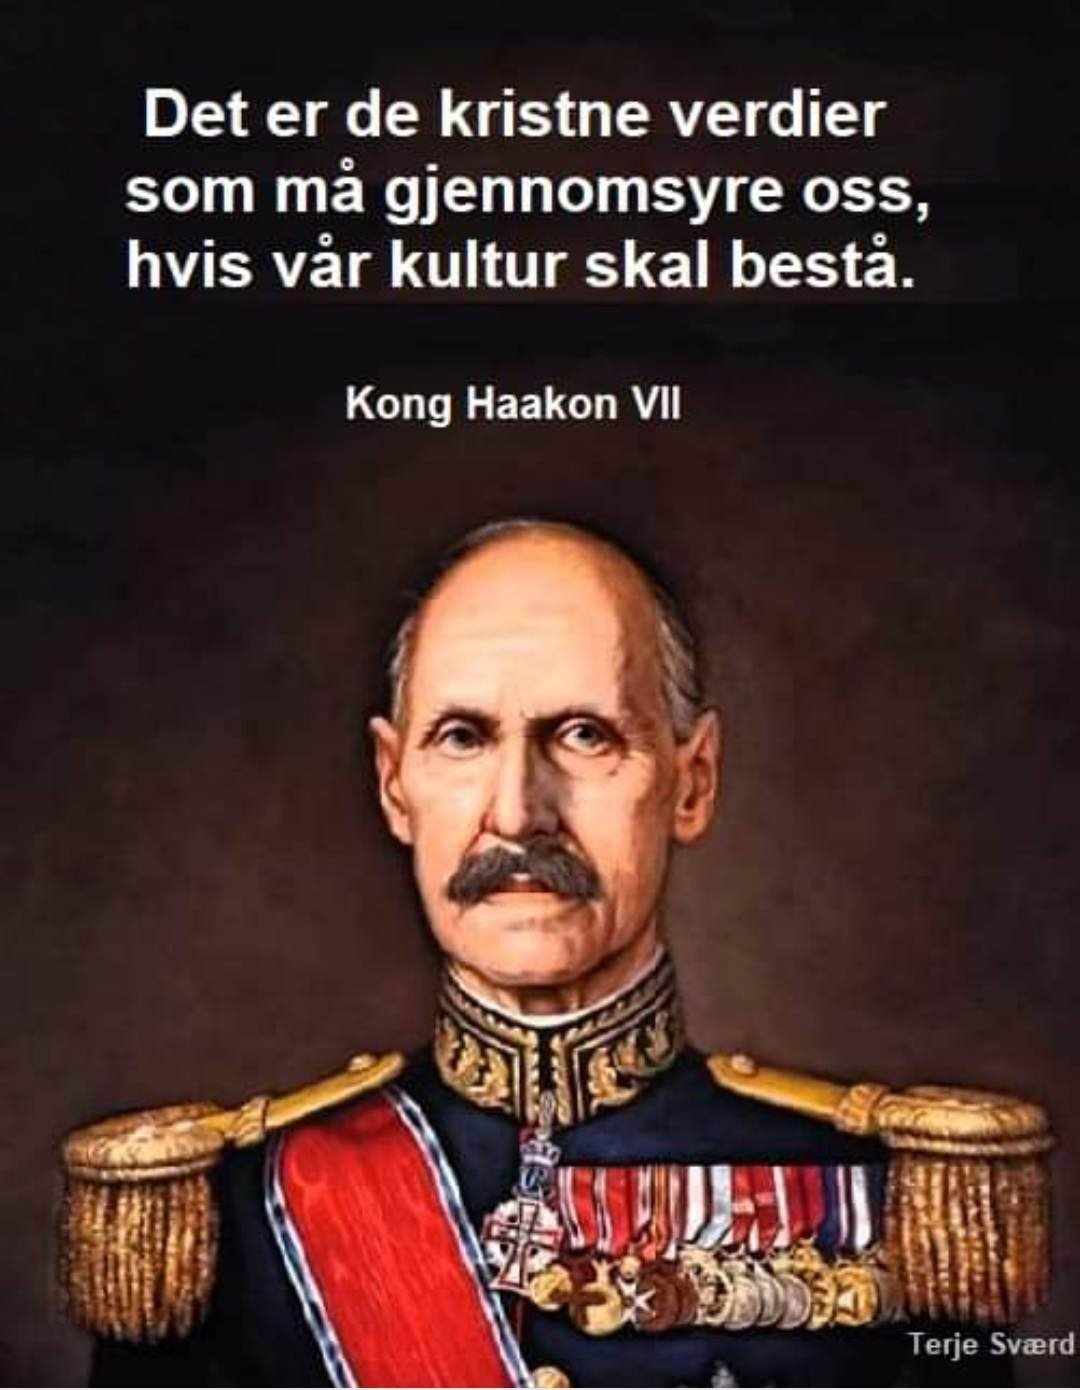 Det er de kristne verdier
som må gjennomsyre oss,
hvis vår kultur skal bestå.
Kong Haakon VII
Terje Sværd